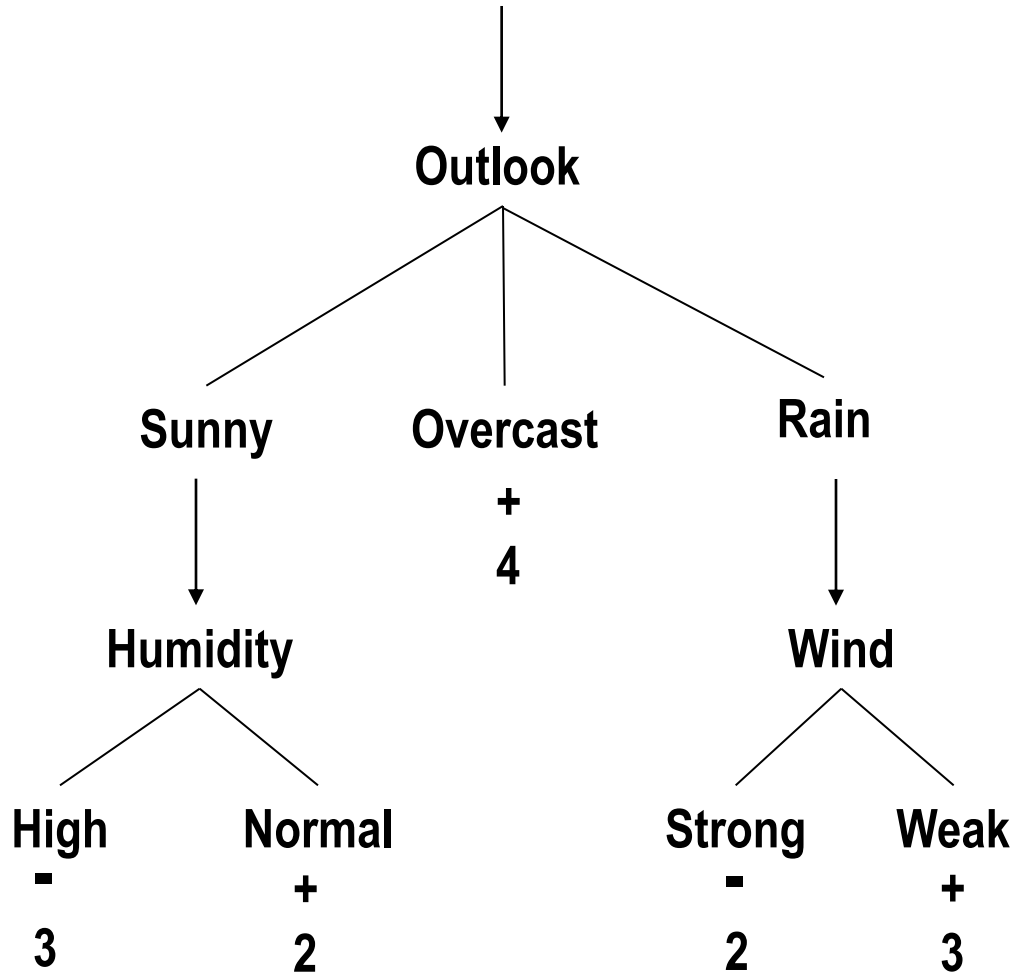 Outlook
Sunny Overcast Rain
+
4
Humidity Wind
High Normal Strong Weak
- + - +
3 2 2 3